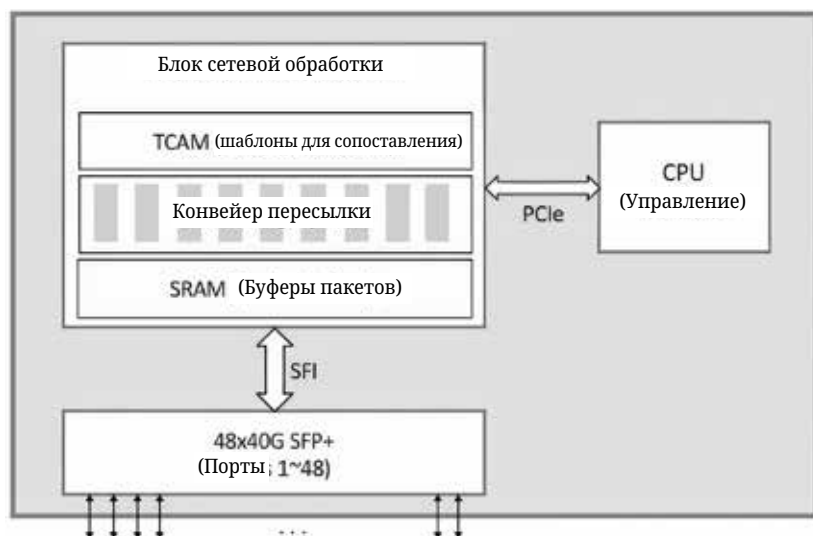 Блок сетевой обработки
TCAM (шаблоны для сопоставления)
Конвейер пересылки
SRAM (Буферы пакетов)
PCIe
CPU
(Управление)
SFI
48x40G SFP+
(Порты 1~48)
...